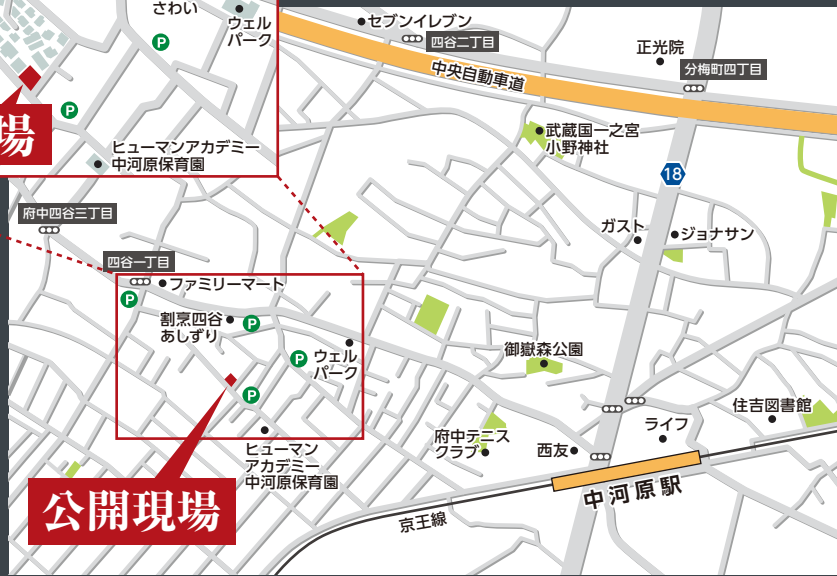 さわい
ウェル
パーク
P
P
場
ヒューマンアカデミー
中河原保育園
セブンイレブン
四谷二丁目
中央自動車道
正光院
分梅町四丁目
武蔵国一之宮
小野神社
18
ガスト
ジョナサン
府中四谷三丁目
四谷一丁目
ファミリーマート
P
割烹四谷
あしずり
P
P
ウェル
パーク
P
ヒューマン
アカデミー
中河原保育園
御嶽森公園
府中テニス
クラブ
西友
ライフ
住吉図書館
中河原駅
京王線
公開現場